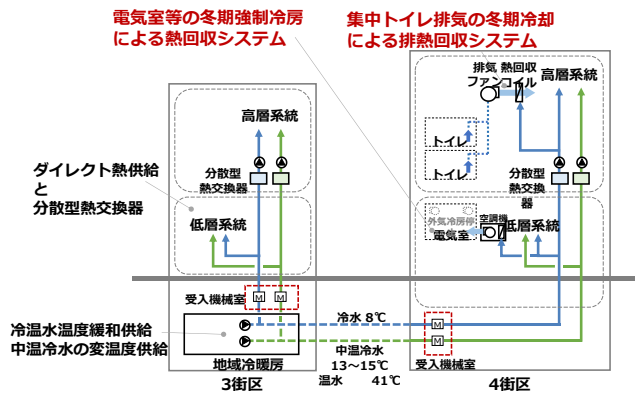 電気室等の冬期強制冷房
による熱回収システム
集中トイレ排気の冬期冷却
による排熱回収システム
排気 熱回収
ファンコイル
高層系統
高層系統
トイレ
トイレ
分散型
熱交換器
分散型
熱交換
器
ダイレクト熱供給
と
分散型熱交換器
低層系統
外気冷房停
電気室
空調機
低層系統
受入機械室
M
M
冷温水温度緩和供給
中温冷水の変温度供給
冷水 8℃
M
M
中温冷水
13～15℃
温水 41℃
地域冷暖房
受入機械室
3街区
4街区